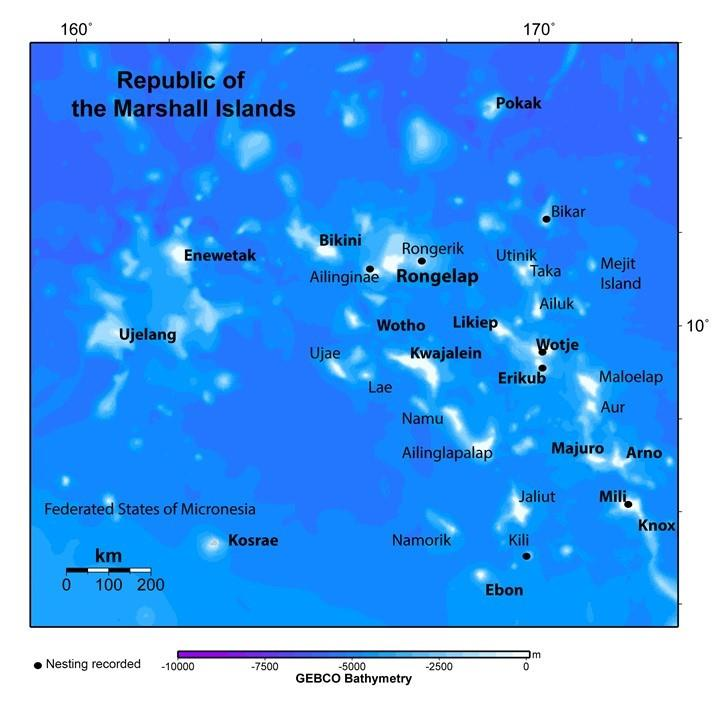 160° 170°
Republic of
the Marshall Islands
Pokak
Bikar
Bikini
Enewetak
Rongerik
Utinik
Mejit
Island
Taka
Ailinginae
Rongelap
Ailuk
Wotho
Likiep
10°
Ujelang
Wotje
Ujae
Kwajalein
Erikub
Maloelap
Lae
Aur
Namu
Ailinglapalap
Majuro
Arno
Jaliut
Mili
Federated States of Micronesia
Knox
Kosrae
Namorik
Kili
km
0 100 200
Ebon
Nesting recorded
-10000 -7500 -5000 -2500 0 m
GEBCO Bathymetry